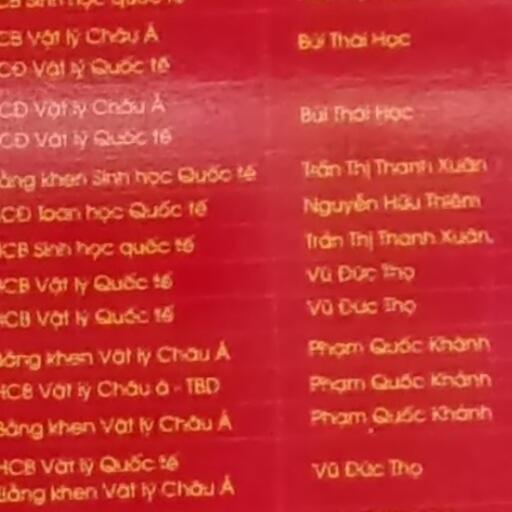 CB Sinh học quốc tế
CB Vật lý Châu Á
Bùi Thái Học
CĐ Vật lý Quốc tế
CĐ Vật lý Châu Á
Bùi Thái Học
CĐ Vật lý Quốc tế
ằng khen Sinh học Quốc tế
Trần Thị Thanh Xuân
CĐ Toán học Quốc tế
Nguyễn Hữu Thiêm
HCB Sinh học quốc tế
Trần Thị Thanh Xuân,
HCB Vật lý Quốc tế
Vũ Đức Thọ
HCB Vật lý Quốc tế
Vũ Đức Thọ
Bằng khen Vật lý Châu Á
Phạm Quốc Khánh
HCB Vật lý Châu á - TBD
Phạm Quốc Khánh
Bằng khen Vật lý Châu Á
Phạm Quốc Khánh
HCB Vật lý Quốc tế
Vũ Đức Thọ
Bằng khen Vật lý Châu Á